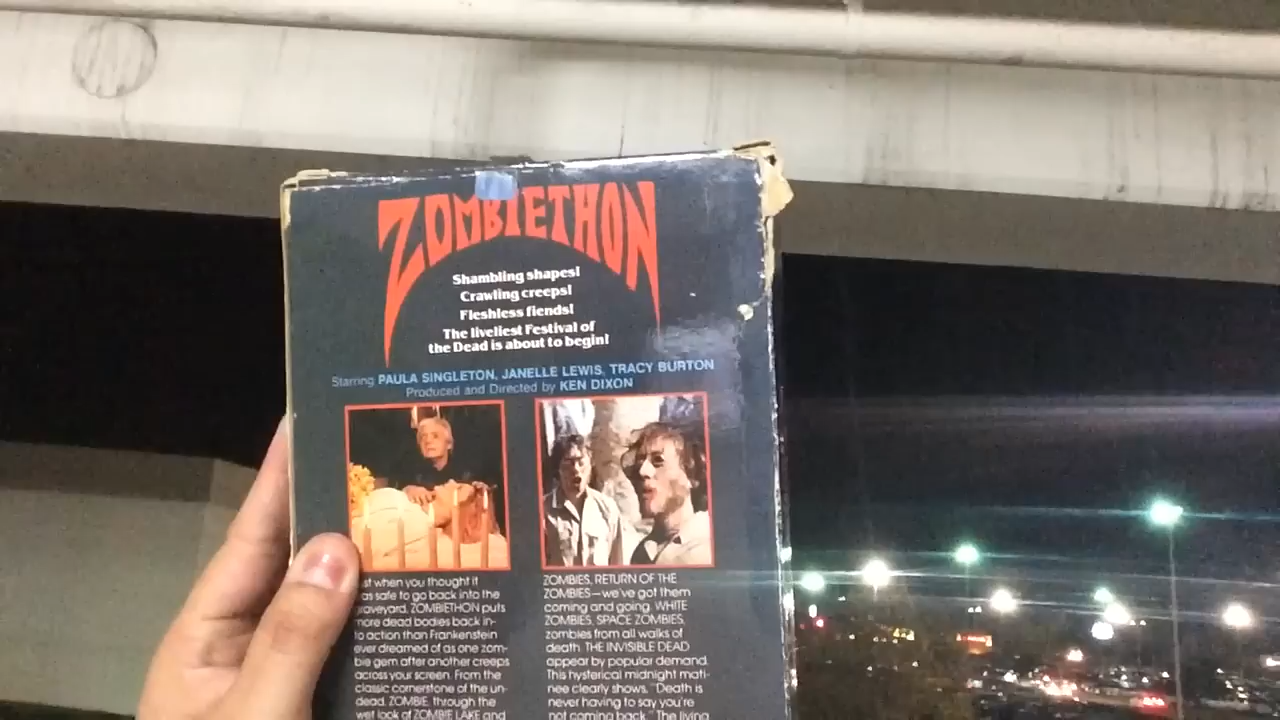 ZOMBIETHON
Shambling shapes!
Crawling creeps!
Fleshless fiends!
The liveliest Festival of
the Dead is about to begin!
Starring PAULA SINGLETON, JANELLE LEWIS, TRACY BURTON
Produced and Directed by KEN DIXON
st when you thought it
as safe to go back into the
raveyard, ZOMBIETHON puts
more dead bodies back in-
to action than Frankenstein
ever dreamed of as one zom-
bie gem after another creeps
across your screen. From the
classic cornerstone of the un-
dead, ZOMBIE, through the
wet look of ZOMBIE LAKE and
ZOMBIES, RETURN OF THE
ZOMBIES—we've got them
coming and going. WHITE
ZOMBIES, SPACE ZOMBIES,
zombies from all walks of
death. THE INVISIBLE DEAD
appear by popular demand.
This hysterical midnight mati-
nee clearly shows, "Death is
never having to say you're
not coming back." The living